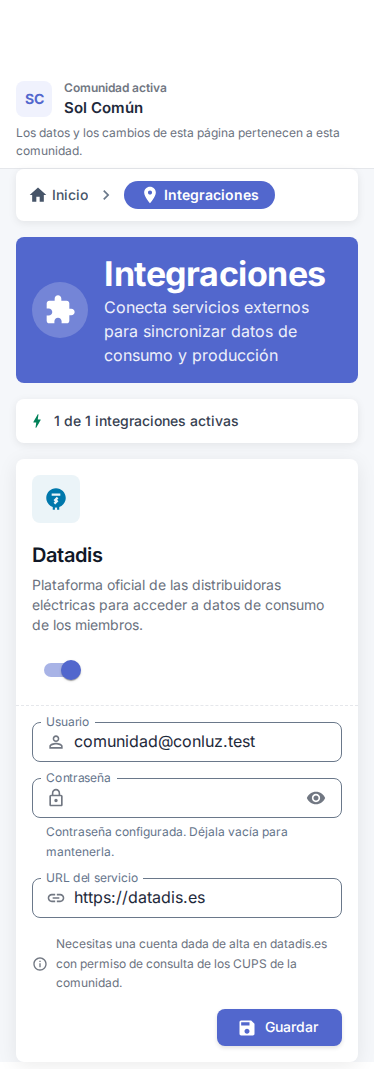 SC
Comunidad activa
Sol Común
Los datos y los cambios de esta página pertenecen a esta
comunidad.
Inicio
Integraciones
Integraciones
Conecta servicios externos
para sincronizar datos de
consumo y producción
1 de 1 integraciones activas
Datadis
Plataforma oficial de las distribuidoras
eléctricas para acceder a datos de consumo
de los miembros.
Usuario
comunidad@conluz.test
Contraseña
Contraseña configurada. Déjala vacía para
mantenerla.
URL del servicio
https://datadis.es
Necesitas una cuenta dada de alta en datadis.es
con permiso de consulta de los CUPS de la
comunidad.
Guardar